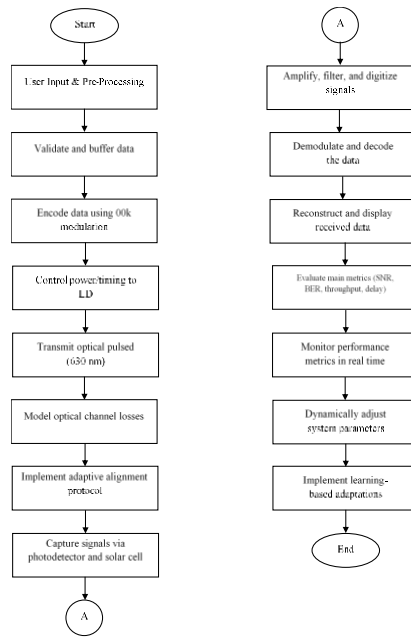 Start
User Input & Pre-Processing
Validate and buffer data
Encode data using 00k
modulation
Control power/timing to
LD
Transmit optical pulsed
(630 nm)
Model optical channel losses
Implement adaptive alignment
protocol
Capture signals via
photodetector and solar cell
A
A
Amplify, filter, and digitize
signals
Demodulate and decode
the data
Reconstruct and display
received data
Evaluate main metrics (SNR,
BER, throughput, delay)
Monitor performance
metrics in real time
Dynamically adjust
system parameters
Implement learning-
based adaptations
End